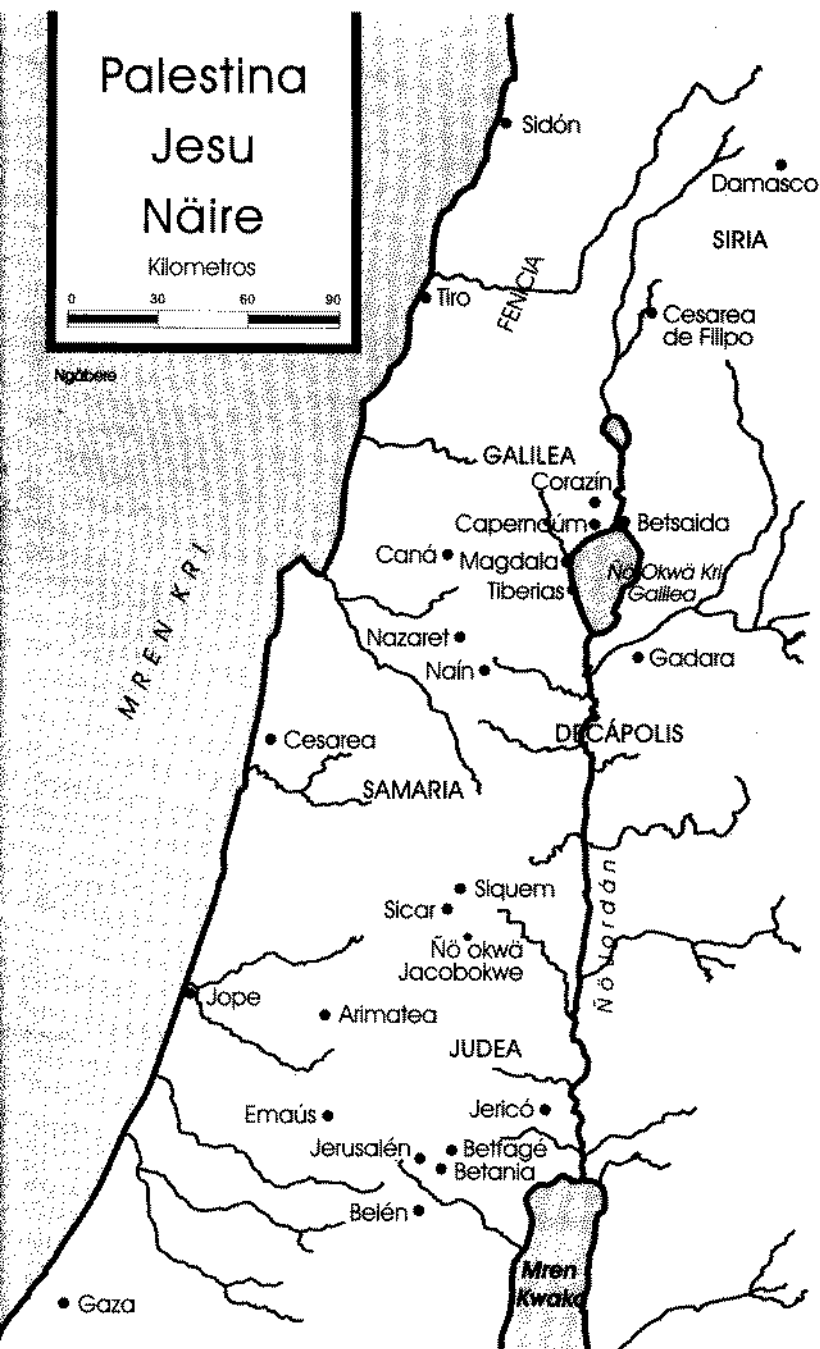 Palestina
Jesu
Näire
Kilometros
0 30 60 90
Ngäbere
Sidón
Damasco
SIRIA
FENICIA
Tiro
Cesarea
de Filipo
GALILEA
Corazín
Capernaúm
Betsaida
Caná
Magdala
Tiberias
Ñö Okwä Kri
Galilea
MREN KRI
Nazaret
Naín
Gadara
Cesarea
DECÁPOLIS
SAMARIA
Siquem
Sicar
Ñö okwä
Jacobokwe
Ñö Jordán
Jope
Arimatea
JUDEA
Emaús
Jericó
Jerusalén
Betfagé
Betania
Belén
Mren
Kwaka
Gaza